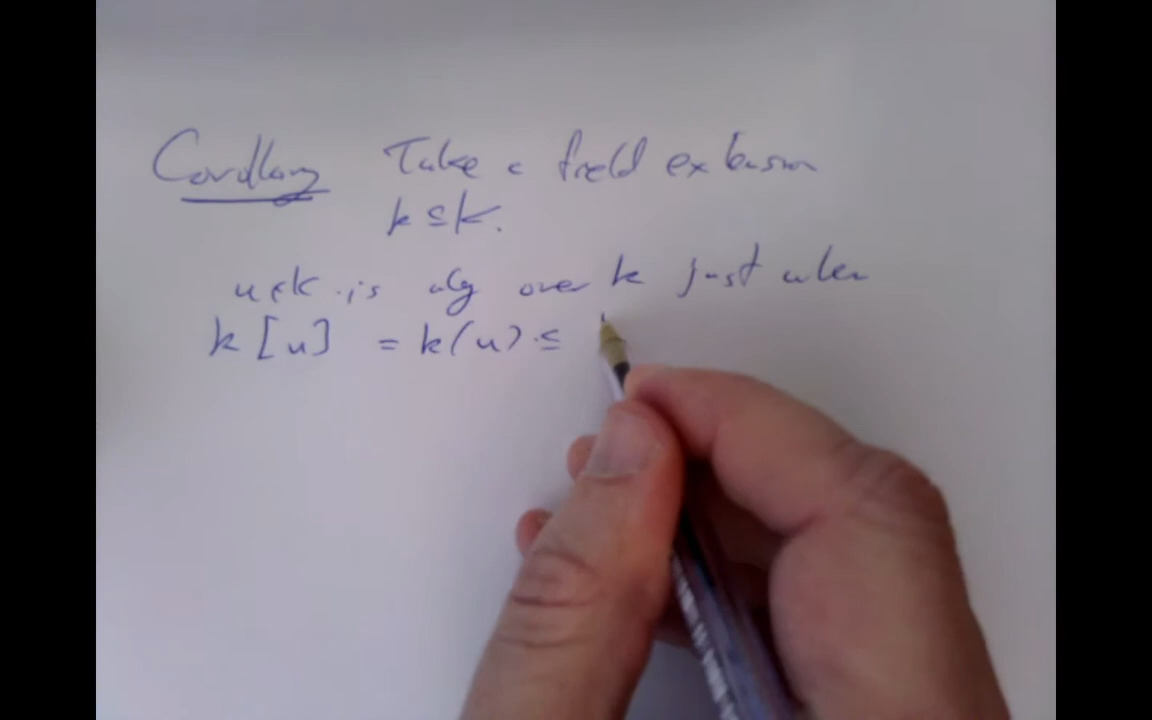 Corollary Take a field extension
k ≤ K.
u ∈ K is alg over k just when
k[u] = k(u) ≤